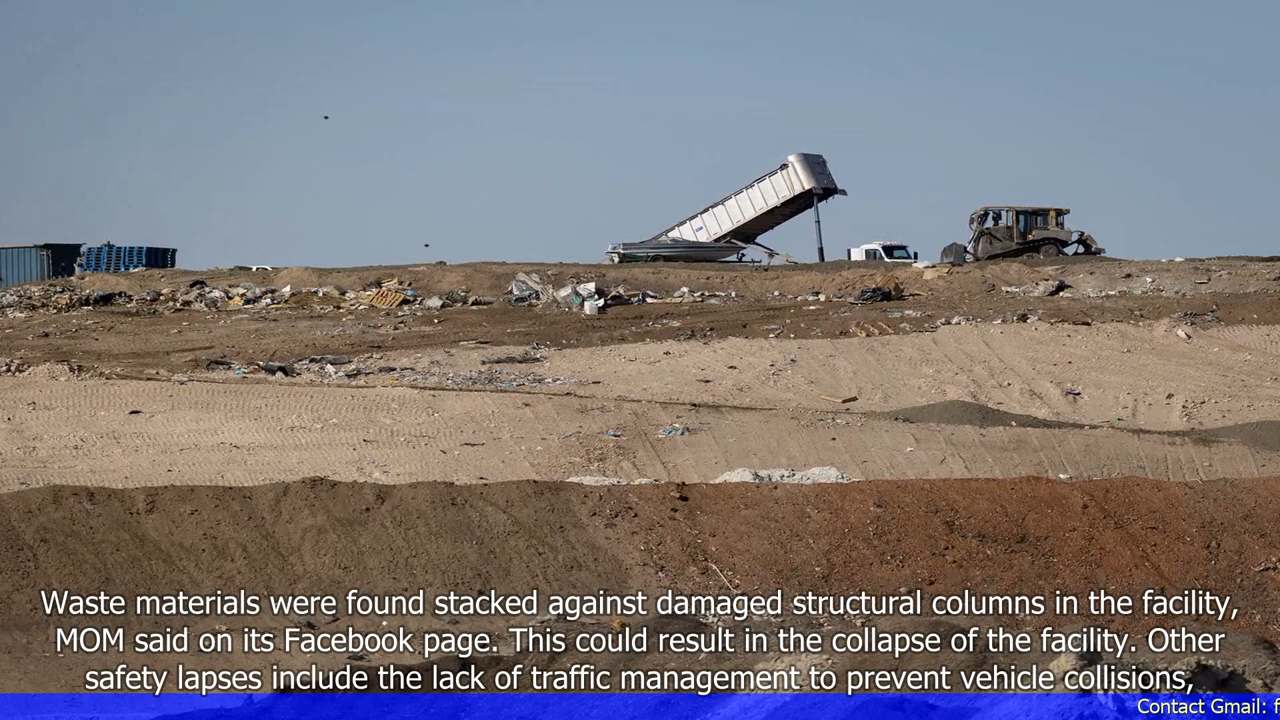 Waste materials were found stacked against damaged structural columns in the facility,
MOM said on its Facebook page. This could result in the collapse of the facility. Other
safety lapses include the lack of traffic management to prevent vehicle collisions,
Contact Gmail: f